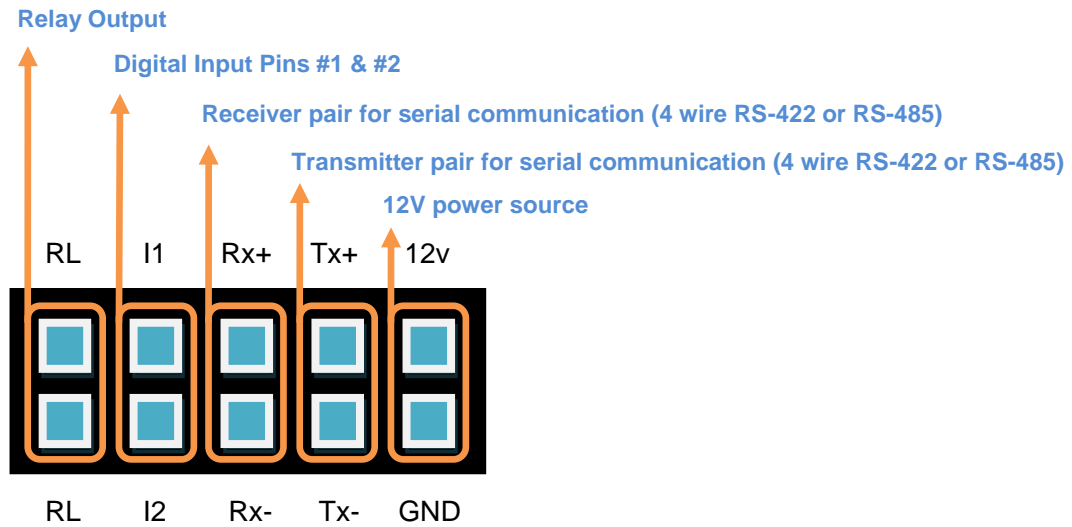 Relay Output
Digital Input Pins #1 & #2
Receiver pair for serial communication (4 wire RS-422 or RS-485)
Transmitter pair for serial communication (4 wire RS-422 or RS-485)
12V power source
RL I1 Rx+ Tx+ 12v
RL I2 Rx- Tx- GND